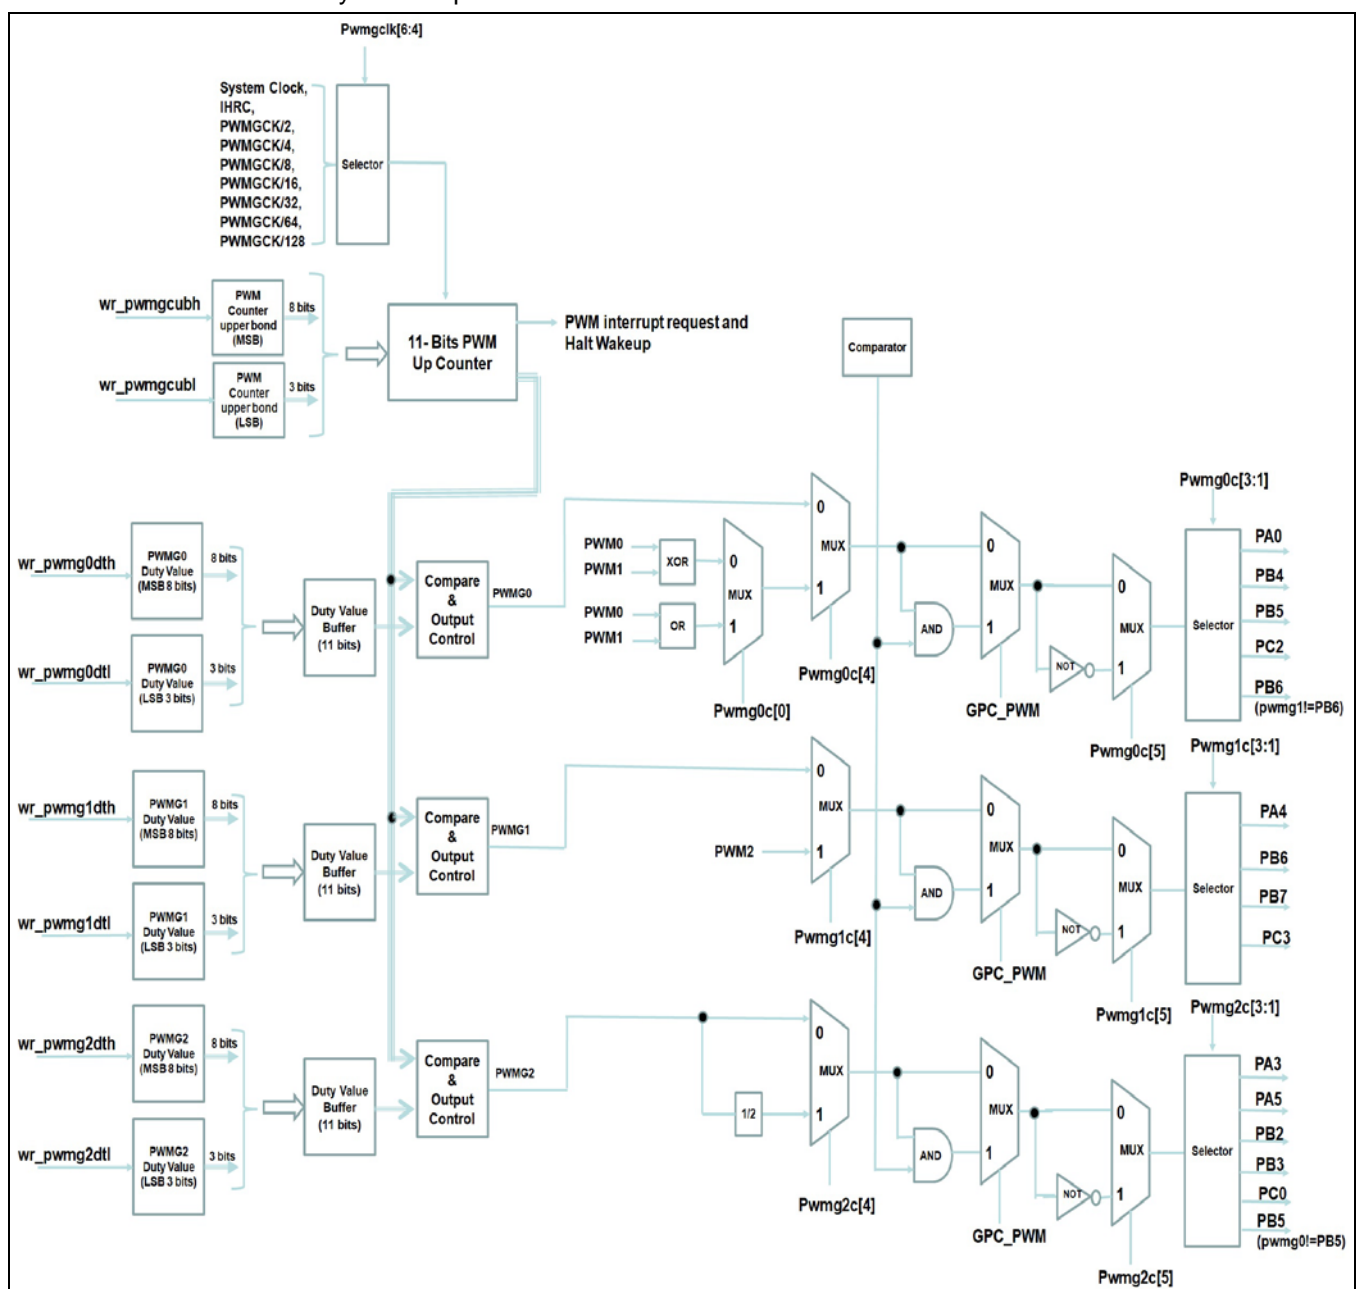 Pwmgclk[6:4]
System Clock,
IHRC,
PWMGCK/2,
PWMGCK/4,
PWMGCK/8,
PWMGCK/16,
PWMGCK/32,
PWMGCK/64,
PWMGCK/128
Selector
wr_pwmgcubh
PWM
Counter
upper bond
(MSB)
8 bits
wr_pwmgcubl
PWM
Counter
upper bond
(LSB)
3 bits
11- Bits PWM
Up Counter
PWM interrupt request and
Halt Wakeup
Comparator
wr_pwmg0dth
PWMG0
Duty Value
(MSB 8 bits)
8 bits
wr_pwmg0dtl
PWMG0
Duty Value
(LSB 3 bits)
3 bits
Duty Value
Buffer
(11 bits)
Compare
&
Output
Control
PWMG0
PWM0
PWM1
XOR
PWM0
PWM1
OR
0
MUX
1
Pwmg0c[0]
0
MUX
1
Pwmg0c[4]
AND
0
MUX
1
GPC_PWM
NOT
0
MUX
1
Pwmg0c[5]
Pwmg0c[3:1]
Selector
PA0
PB4
PB5
PC2
PB6
(pwmg1!=PB6)
wr_pwmg1dth
PWMG1
Duty Value
(MSB 8 bits)
8 bits
wr_pwmg1dtl
PWMG1
Duty Value
(LSB 3 bits)
3 bits
Duty Value
Buffer
(11 bits)
Compare
&
Output
Control
PWMG1
PWM2
0
MUX
1
Pwmg1c[4]
AND
0
MUX
1
GPC_PWM
NOT
0
MUX
1
Pwmg1c[5]
Pwmg1c[3:1]
Selector
PA4
PB6
PB7
PC3
wr_pwmg2dth
PWMG2
Duty Value
(MSB 8 bits)
8 bits
wr_pwmg2dtl
PWMG2
Duty Value
(LSB 3 bits)
3 bits
Duty Value
Buffer
(11 bits)
Compare
&
Output
Control
PWMG2
1/2
0
MUX
1
Pwmg2c[4]
AND
0
MUX
1
GPC_PWM
NOT
0
MUX
1
Pwmg2c[5]
Pwmg2c[3:1]
Selector
PA3
PA5
PB2
PB3
PC0
PB5
(pwmg0!=PB5)